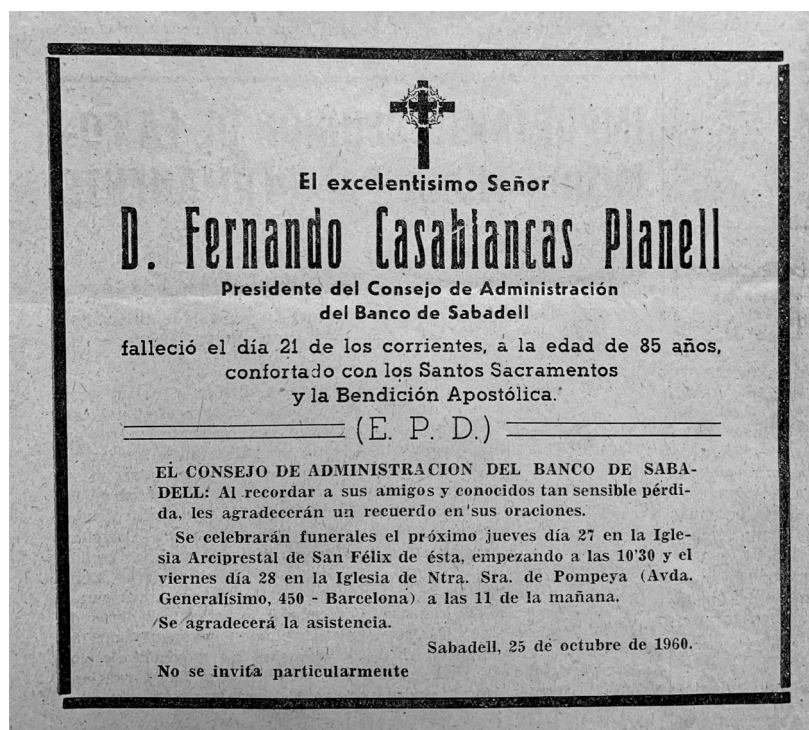 El excelentisimo Señor
D. Fernando Casablancas Planell
Presidente del Consejo de Administración
del Banco de Sabadell
falleció el día 21 de los corrientes, a la edad de 85 años,
confortado con los Santos Sacramentos
y la Bendición Apostólica.
(E. P. D.)
EL CONSEJO DE ADMINISTRACION DEL BANCO DE SABA-
DELL: Al recordar a sus amigos y conocidos tan sensible pérdi-
da, les agradecerán un recuerdo en sus oraciones.
Se celebrarán funerales el próximo jueves día 27 en la Igle-
sia Arciprestal de San Félix de ésta, empezando a las 10'30 y el
viernes día 28 en la Iglesia de Ntra. Sra. de Pompeya (Avda.
Generalísimo, 450 - Barcelona) a las 11 de la mañana.
Se agradecerá la asistencia.
Sabadell, 25 de octubre de 1960.
No se invita particularmente